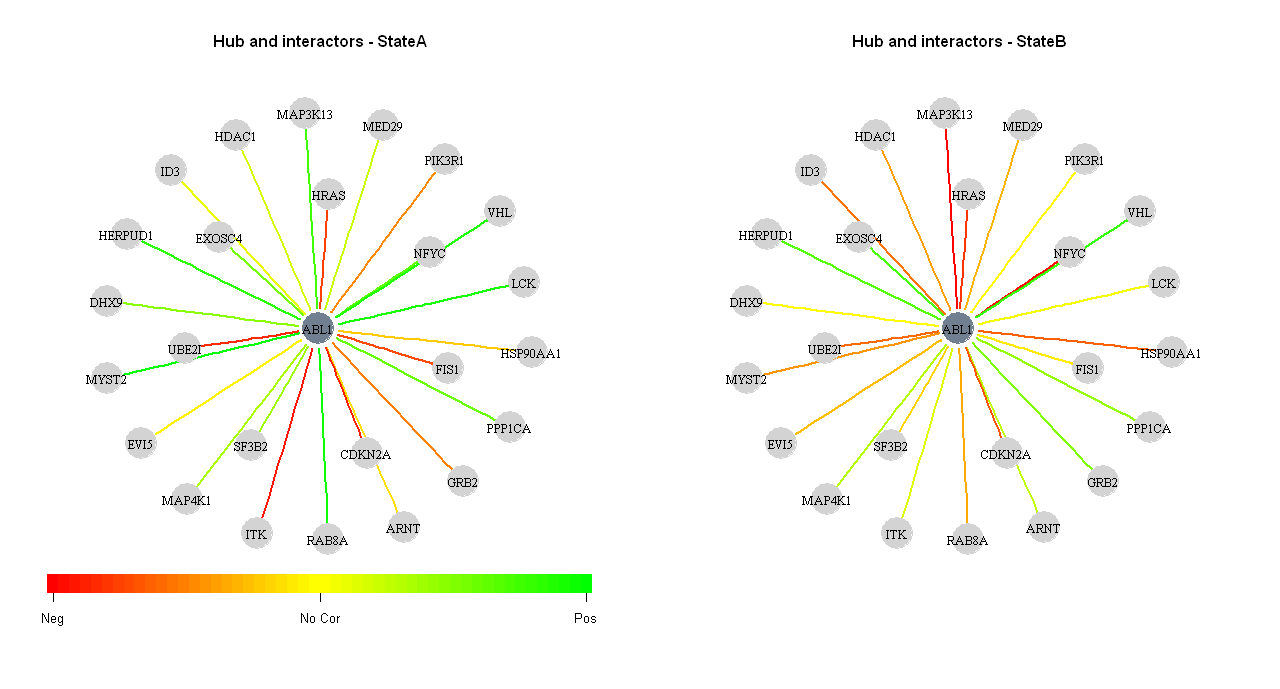 Hub and interactors - StateA
MAP3K13
MED29
HDAC1
PIK3R1
ID3
HRAS
VHL
HERPUD1
EXOSC4
NFYC
LCK
DHX9
ABL1
UBE2I
HSP90AA1
FIS1
MYST2
PPP1CA
EVI5
SF3B2
CDKN2A
GRB2
MAP4K1
ARNT
ITK
RAB8A
Neg
No Cor
Pos
Hub and interactors - StateB
MAP3K13
MED29
HDAC1
PIK3R1
ID3
HRAS
VHL
HERPUD1
EXOSC4
NFYC
LCK
DHX9
ABL1
UBE2I
HSP90AA1
FIS1
MYST2
PPP1CA
EVI5
SF3B2
CDKN2A
GRB2
MAP4K1
ARNT
ITK
RAB8A